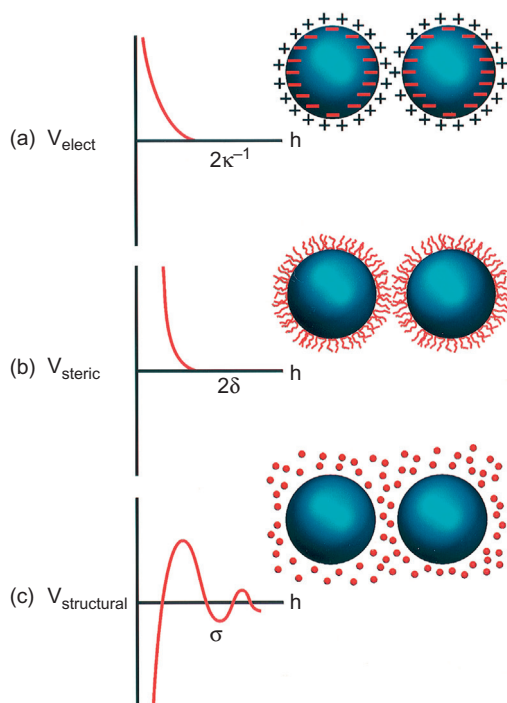 (a) V_elect h
2κ⁻¹
(b) V_steric h
2δ
(c) V_structural h
σ